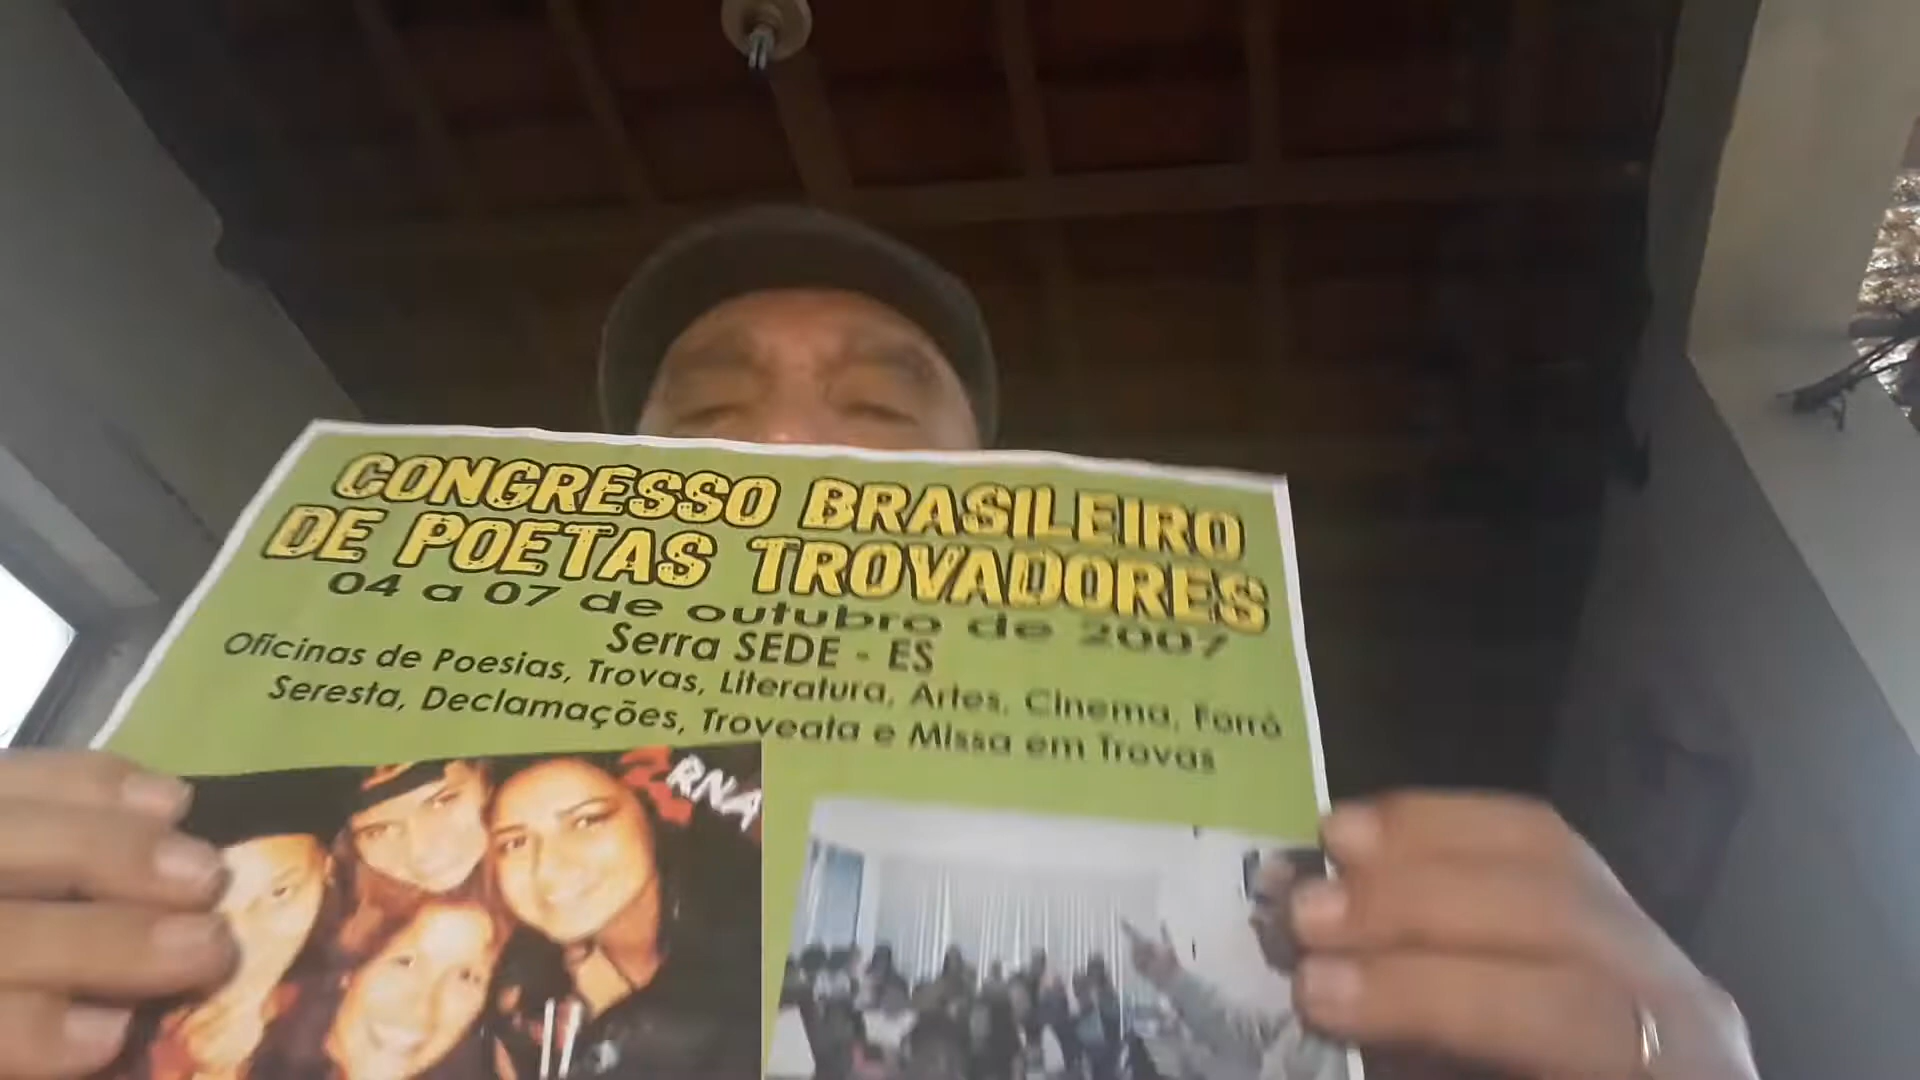 CONGRESSO BRASILEIRO
DE POETAS TROVADORES
04 a 07 de outubro de 2007
Serra SEDE - ES
Oficinas de Poesias, Trovas, Literatura, Artes, Cinema, Forró
Seresta, Declamações, Troveata e Missa em Trovas
RNA